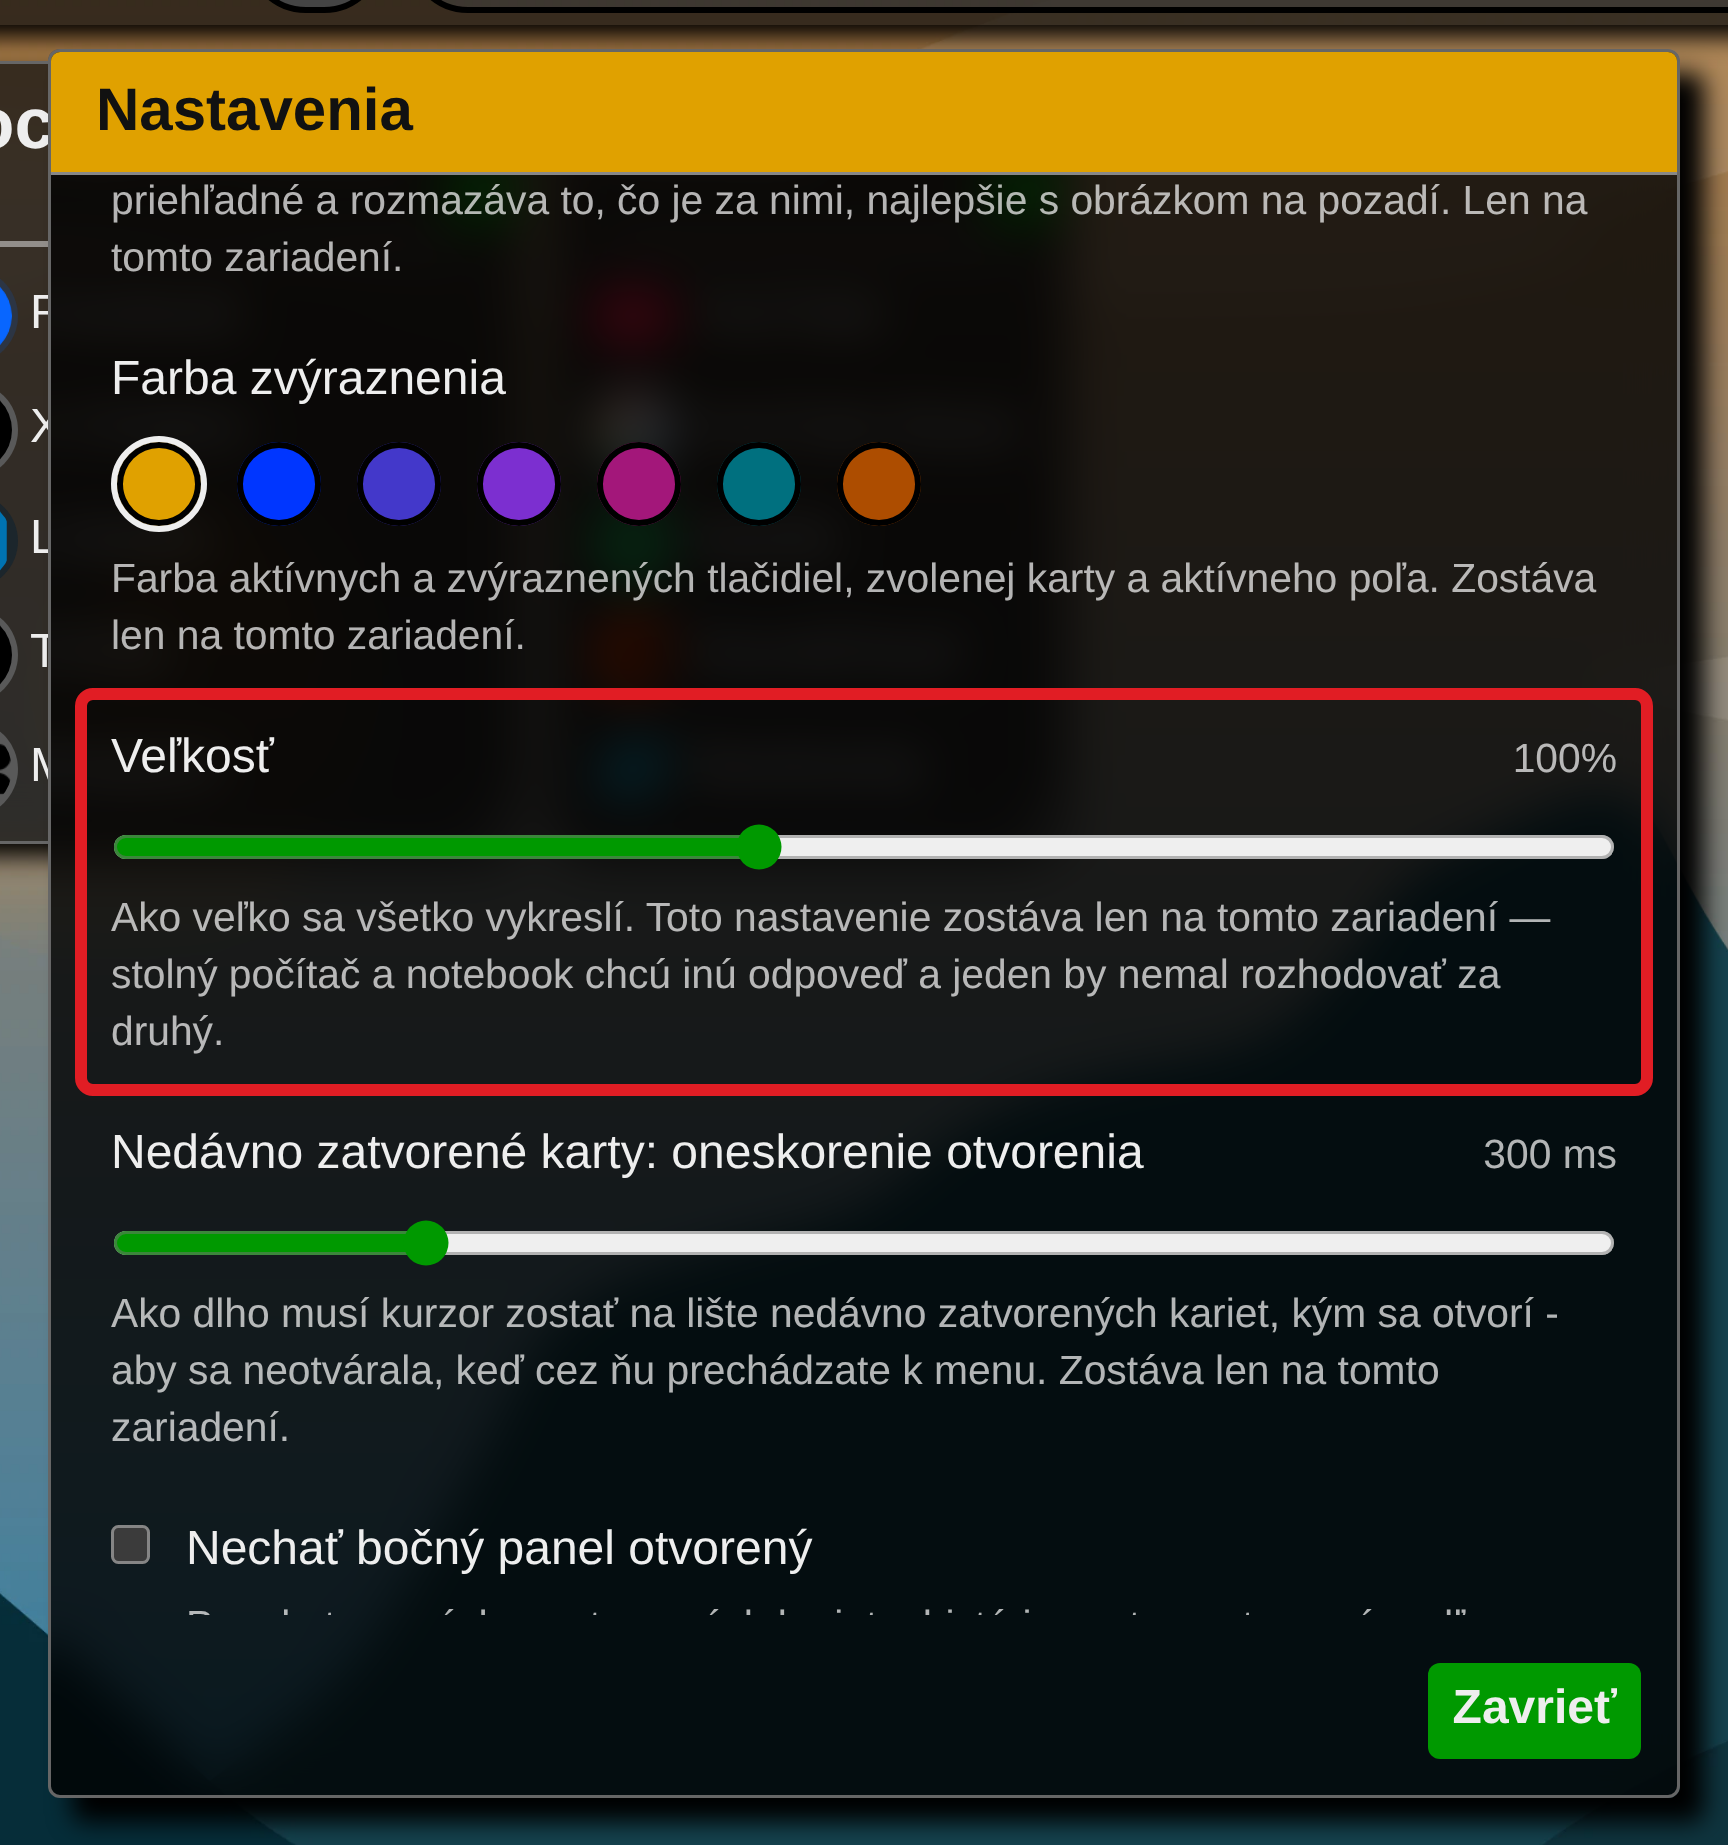 Nastavenia
priehľadné a rozmazáva to, čo je za nimi, najlepšie s obrázkom na pozadí. Len na
tomto zariadení.
Farba zvýraznenia
Farba aktívnych a zvýraznených tlačidiel, zvolenej karty a aktívneho poľa. Zostáva
len na tomto zariadení.
Veľkosť
100%
Ako veľko sa všetko vykreslí. Toto nastavenie zostáva len na tomto zariadení —
stolný počítač a notebook chcú inú odpoveď a jeden by nemal rozhodovať za
druhý.
Nedávno zatvorené karty: oneskorenie otvorenia
300 ms
Ako dlho musí kurzor zostať na lište nedávno zatvorených kariet, kým sa otvorí -
aby sa neotvárala, keď cez ňu prechádzate k menu. Zostáva len na tomto
zariadení.
Nechať bočný panel otvorený
Zavrieť